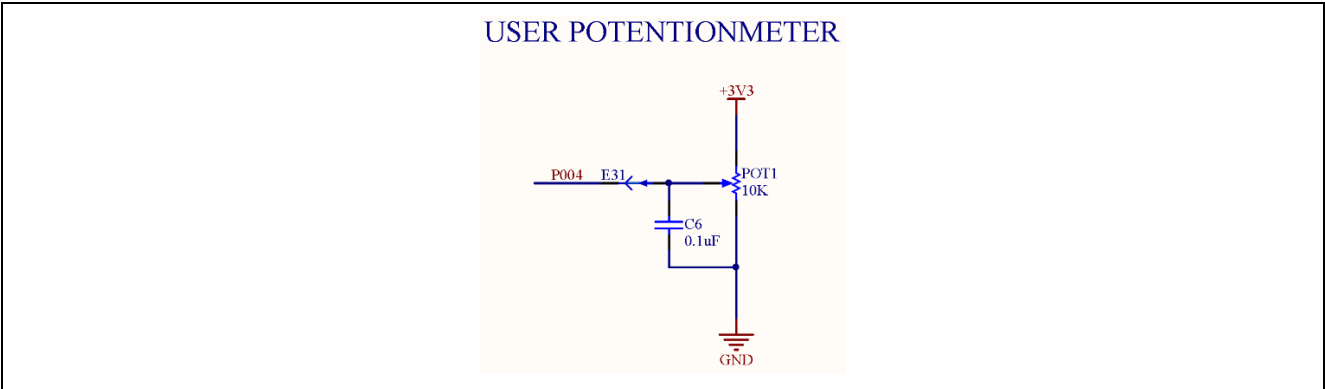 USER POTENTIONMETER
+3V3
P004 E31 POT1
10K
C6
0.1uF
GND